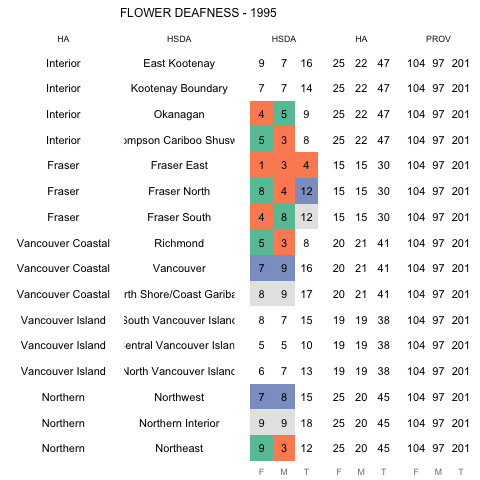 FLOWER DEAFNESS - 1995
HA HSDA HSDA HA PROV
Interior East Kootenay 9 7 16 25 22 47 104 97 201
Interior Kootenay Boundary 7 7 14 25 22 47 104 97 201
Interior Okanagan 4 5 9 25 22 47 104 97 201
Interior ompson Cariboo Shusw 5 3 8 25 22 47 104 97 201
Fraser Fraser East 1 3 4 15 15 30 104 97 201
Fraser Fraser North 8 4 12 15 15 30 104 97 201
Fraser Fraser South 4 8 12 15 15 30 104 97 201
Vancouver Coastal Richmond 5 3 8 20 21 41 104 97 201
Vancouver Coastal Vancouver 7 9 16 20 21 41 104 97 201
Vancouver Coastal rth Shore/Coast Gariba 8 9 17 20 21 41 104 97 201
Vancouver Island South Vancouver Island 8 7 15 19 19 38 104 97 201
Vancouver Island entral Vancouver Islan 5 5 10 19 19 38 104 97 201
Vancouver Island North Vancouver Island 6 7 13 19 19 38 104 97 201
Northern Northwest 7 8 15 25 20 45 104 97 201
Northern Northern Interior 9 9 18 25 20 45 104 97 201
Northern Northeast 9 3 12 25 20 45 104 97 201
F M T F M T F M T